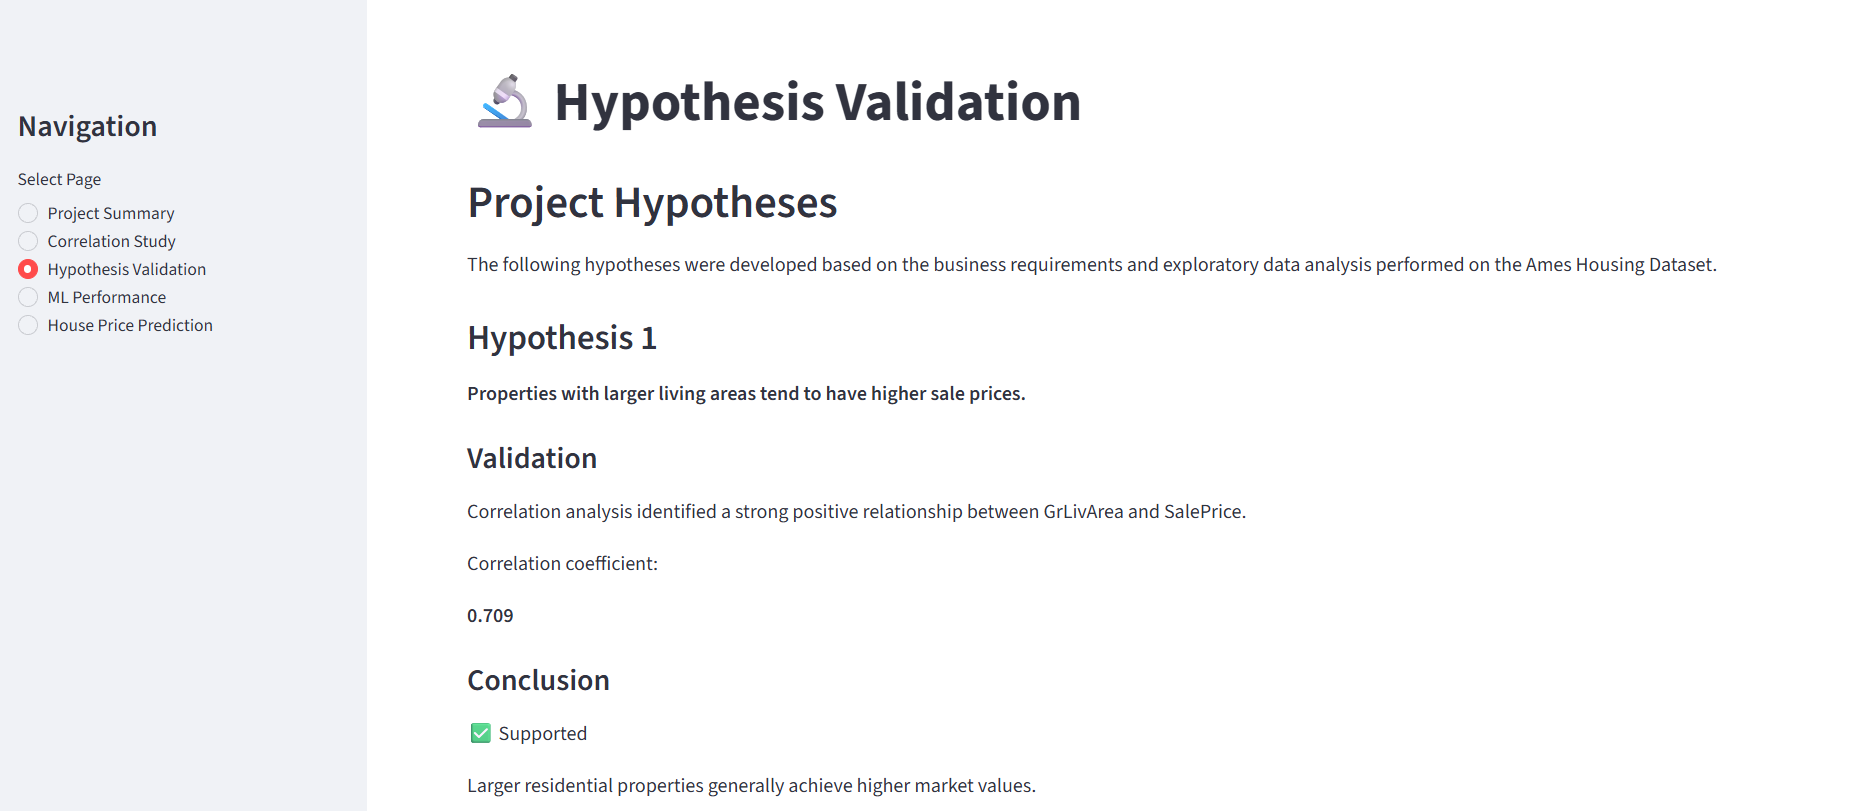 Navigation
Select Page
Project Summary
Correlation Study
Hypothesis Validation
ML Performance
House Price Prediction
Hypothesis Validation
Project Hypotheses
The following hypotheses were developed based on the business requirements and exploratory data analysis performed on the Ames Housing Dataset.
Hypothesis 1
Properties with larger living areas tend to have higher sale prices.
Validation
Correlation analysis identified a strong positive relationship between GrLivArea and SalePrice.
Correlation coefficient:
0.709
Conclusion
✅ Supported
Larger residential properties generally achieve higher market values.